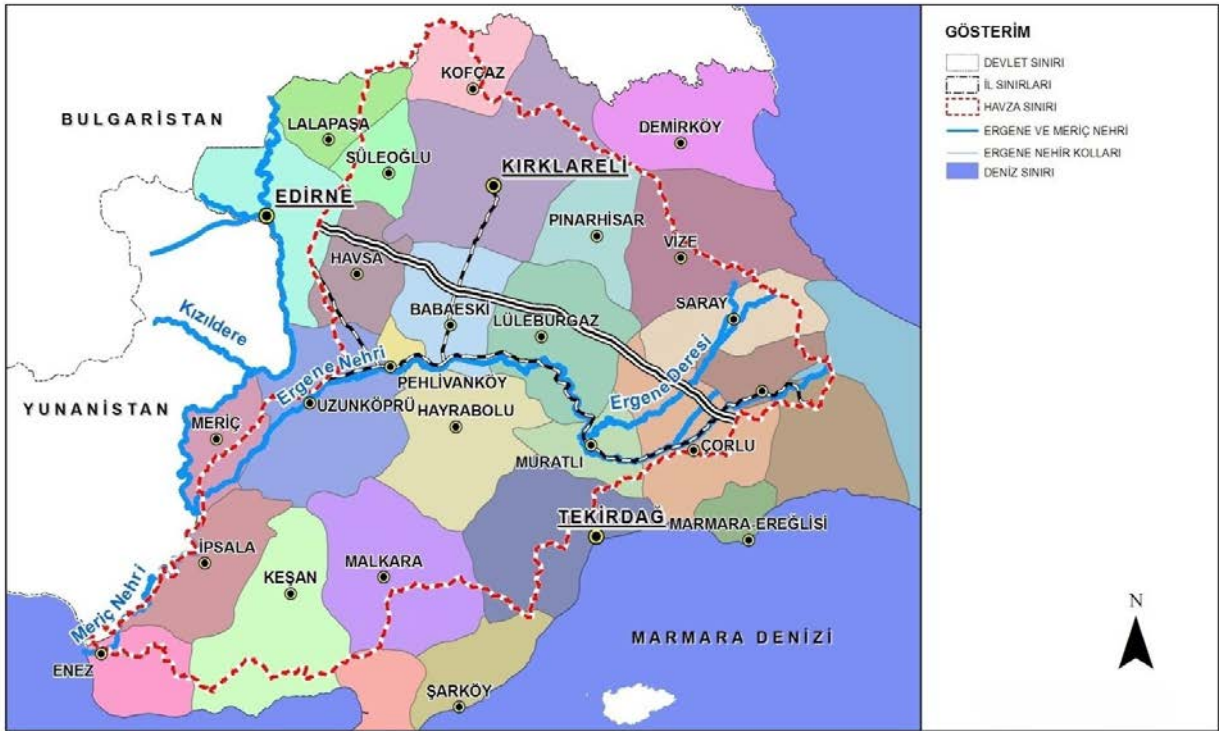 KOFÇAZ
BULGARİSTAN
LALAPAŞA
DEMİRKÖY
SÜLEOĞLU
KIRKLARELİ
EDİRNE
PINARHİSAR
VİZE
HAVSA
SARAY
BABAESKİ
LÜLEBURGAZ
Kızıldere
Ergene Nehri
Ergene Deresi
PEHLİVANKÖY
YUNANİSTAN
UZUNKÖPRÜ
HAYRABOLU
MERİÇ
ÇORLU
MURATLI
TEKİRDAĞ
MARMARA-EREĞLİSİ
İPSALA
MALKARA
KEŞAN
Meriç Nehri
MARMARA DENİZİ
ENEZ
ŞARKÖY
GÖSTERİM
DEVLET SINIRI
İL SINIRLARI
HAVZA SINIRI
ERGENE VE MERİÇ NEHRİ
ERGENE NEHİR KOLLARI
DENİZ SINIRI
N